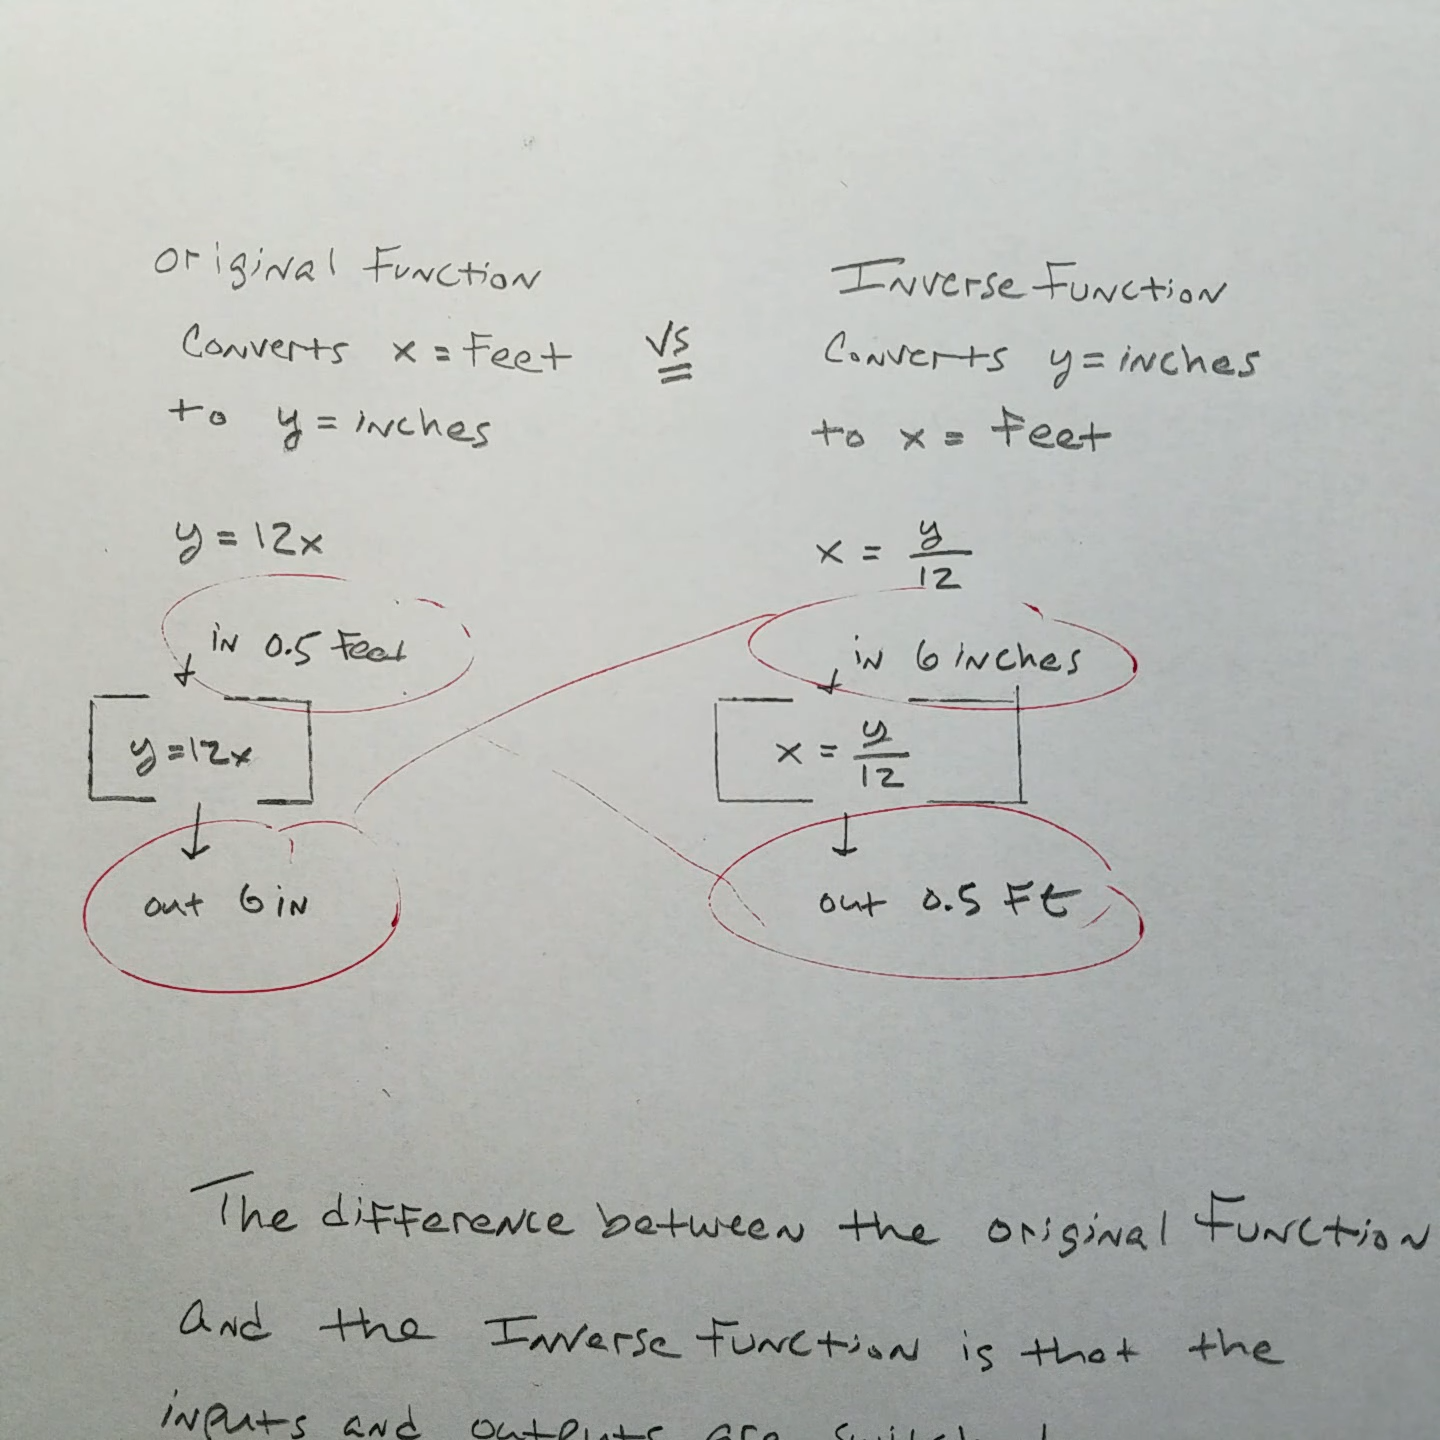 Original Function
Converts x = Feet
to y = inches
y = 12x
in 0.5 Feet
y = 12x
out 6 in
vs
Inverse Function
Converts y = inches
to x = Feet
x = y/12
in 6 inches
x = y/12
out 0.5 Ft
The difference between the original Function
and the Inverse Function is that the
inputs and outputs are